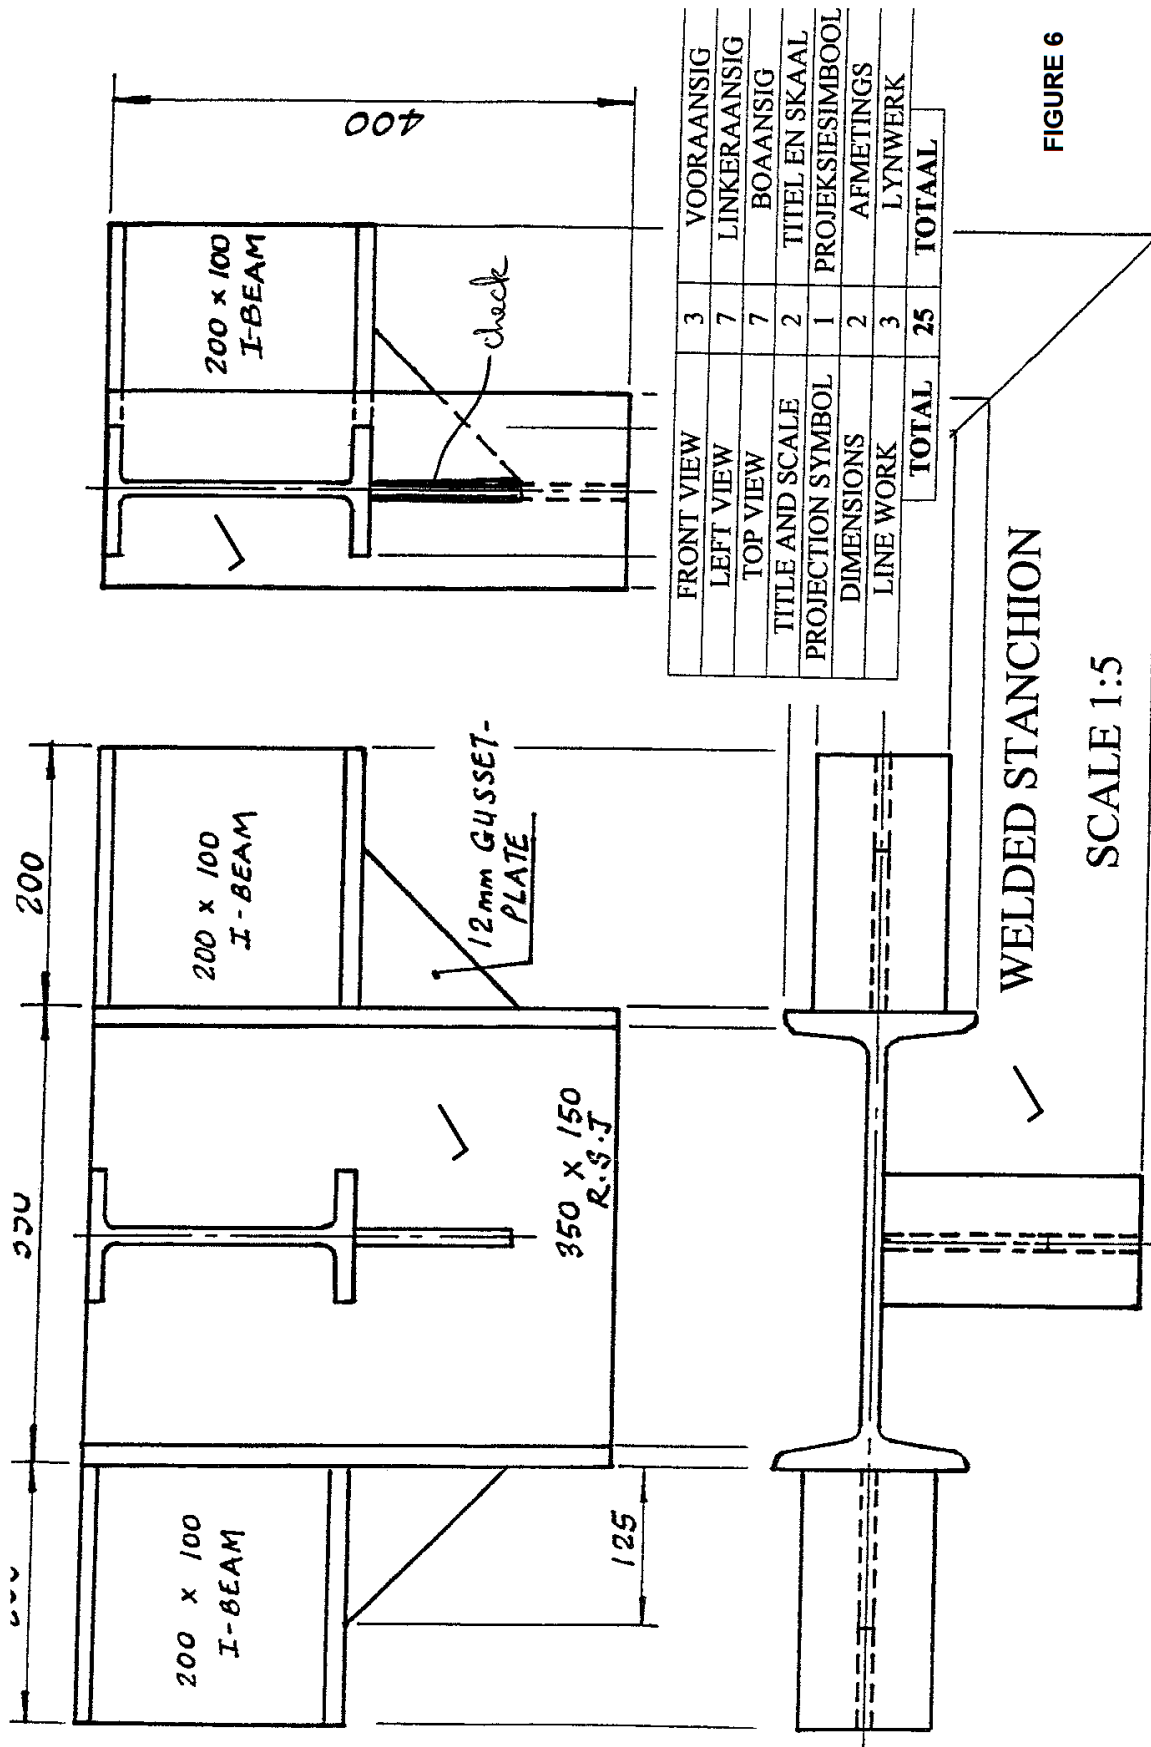 200
200 x 100
I-BEAM
200 x 100
I-BEAM
12mm GUSSET-
PLATE
350 x 150
R.S.J
125
200 x 100
I-BEAM
400
check
FRONT VIEW 3 VOORAANSIG
LEFT VIEW 7 LINKERAANSIG
TOP VIEW 7 BOAANSIG
TITLE AND SCALE 2 TITEL EN SKAAL
PROJECTION SYMBOL 1 PROJEKSIESIMBOOL
DIMENSIONS 2 AFMETINGS
LINE WORK 3 LYNWERK
TOTAL 25 TOTAAL
WELDED STANCHION
SCALE 1:5
FIGURE 6